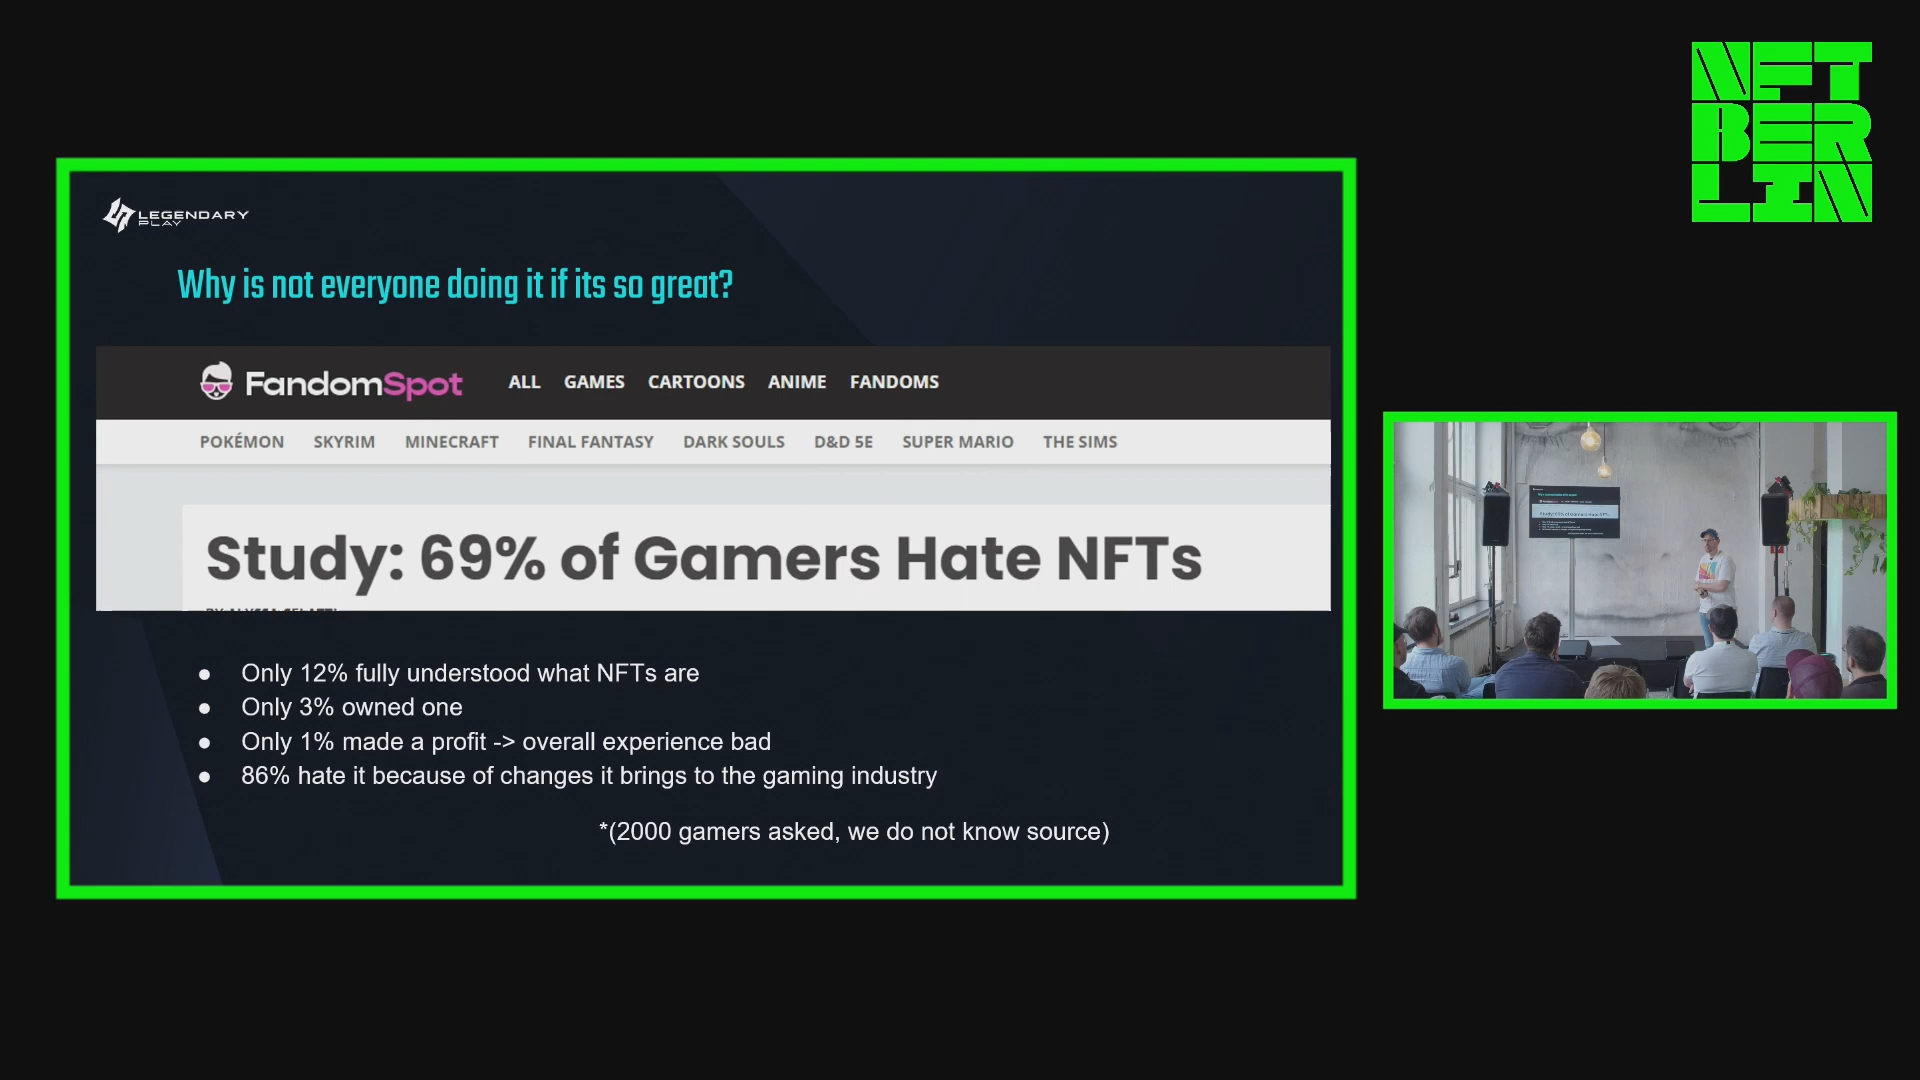 NFT
BER
LIN
LEGENDARY
PLAY
Why is not everyone doing it if its so great?
FandomSpot ALL GAMES CARTOONS ANIME FANDOMS
POKÉMON SKYRIM MINECRAFT FINAL FANTASY DARK SOULS D&D 5E SUPER MARIO THE SIMS
Study: 69% of Gamers Hate NFTs
● Only 12% fully understood what NFTs are
● Only 3% owned one
● Only 1% made a profit -> overall experience bad
● 86% hate it because of changes it brings to the gaming industry
*(2000 gamers asked, we do not know source)